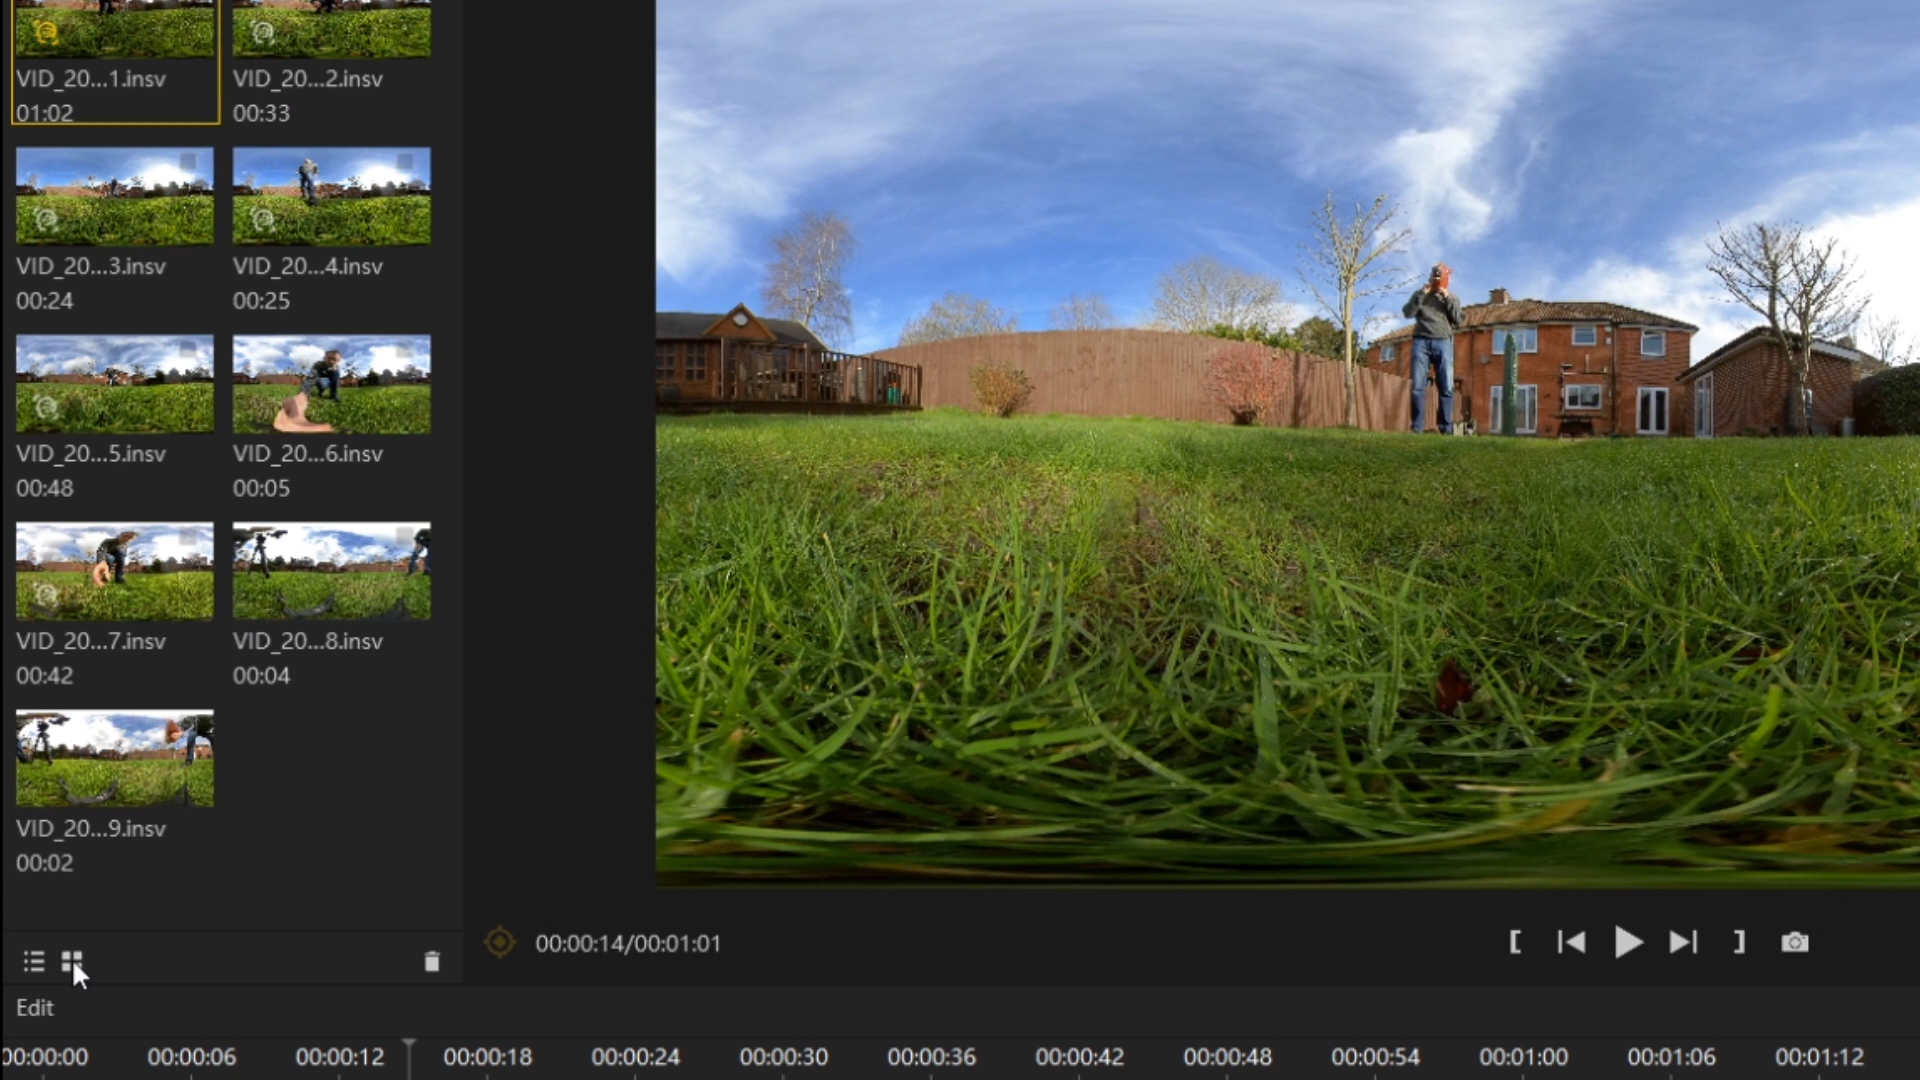 VID_20...1.insv
01:02
VID_20...2.insv
00:33
VID_20...3.insv
00:24
VID_20...4.insv
00:25
VID_20...5.insv
00:48
VID_20...6.insv
00:05
VID_20...7.insv
00:42
VID_20...8.insv
00:04
VID_20...9.insv
00:02
00:00:14/00:01:01
Edit
00:00:00 00:00:06 00:00:12 00:00:18 00:00:24 00:00:30 00:00:36 00:00:42 00:00:48 00:00:54 00:01:00 00:01:06 00:01:12